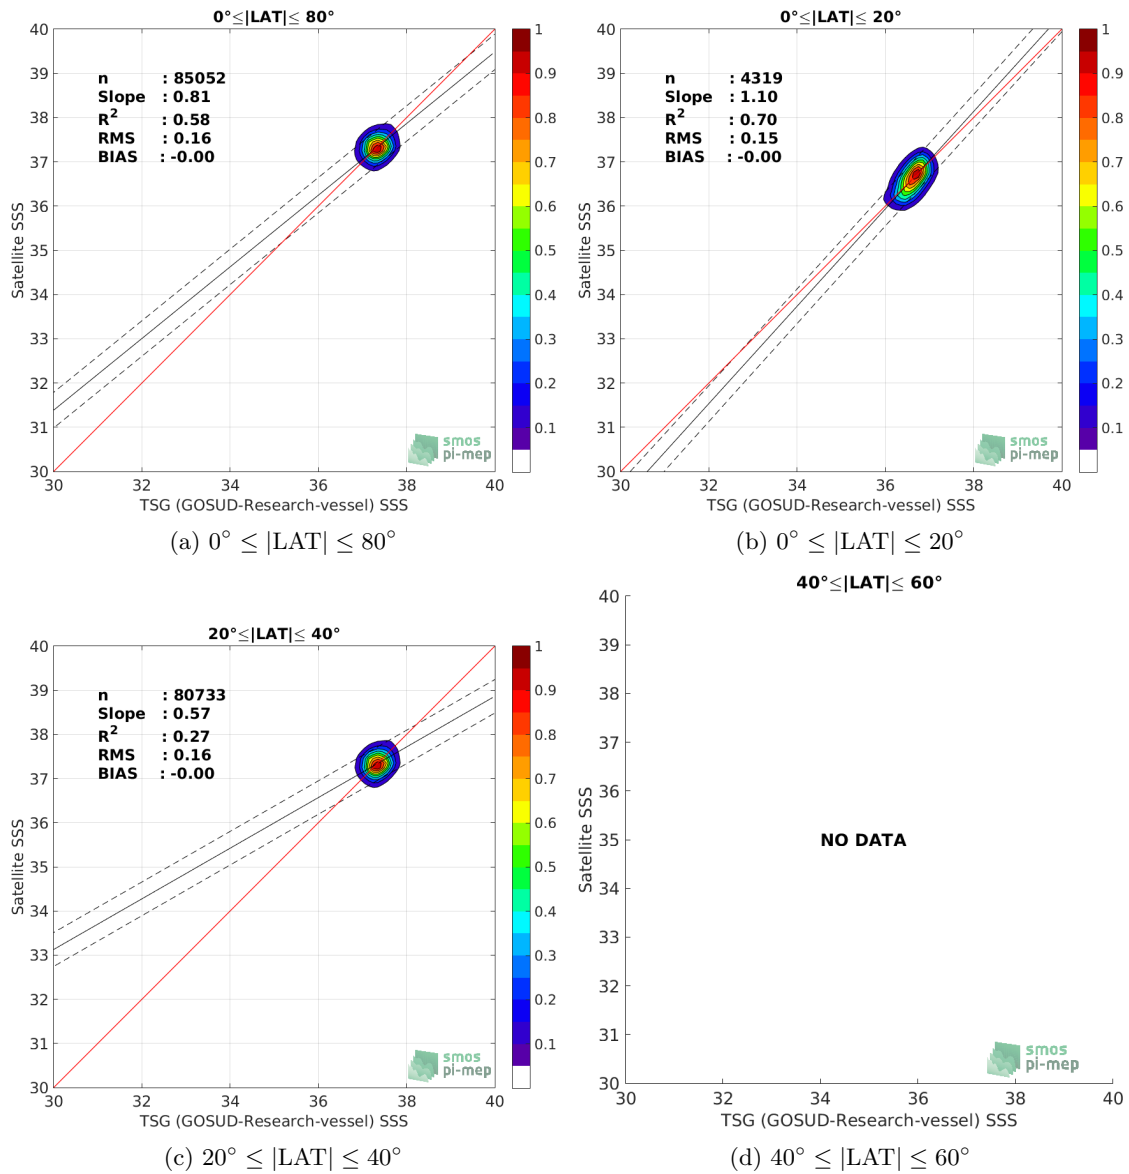 0°≤|LAT|≤ 80°
40
39
38
37
36
35
34
33
32
31
30
Satellite SSS
n : 85052
Slope : 0.81
R2 : 0.58
RMS : 0.16
BIAS : -0.00
smos
pi-mep
30 32 34 36 38 40
TSG (GOSUD-Research-vessel) SSS
1
0.9
0.8
0.7
0.6
0.5
0.4
0.3
0.2
0.1
(a) 0° ≤ |LAT| ≤ 80°
0°≤|LAT|≤ 20°
40
39
38
37
36
35
34
33
32
31
30
Satellite SSS
n : 4319
Slope : 1.10
R2 : 0.70
RMS : 0.15
BIAS : -0.00
smos
pi-mep
30 32 34 36 38 40
TSG (GOSUD-Research-vessel) SSS
1
0.9
0.8
0.7
0.6
0.5
0.4
0.3
0.2
0.1
(b) 0° ≤ |LAT| ≤ 20°
20°≤|LAT|≤ 40°
40
39
38
37
36
35
34
33
32
31
30
Satellite SSS
n : 80733
Slope : 0.57
R2 : 0.27
RMS : 0.16
BIAS : -0.00
smos
pi-mep
30 32 34 36 38 40
TSG (GOSUD-Research-vessel) SSS
1
0.9
0.8
0.7
0.6
0.5
0.4
0.3
0.2
0.1
(c) 20° ≤ |LAT| ≤ 40°
40°≤|LAT|≤ 60°
40
39
38
37
36
35
34
33
32
31
30
Satellite SSS
NO DATA
smos
pi-mep
30 32 34 36 38 40
TSG (GOSUD-Research-vessel) SSS
(d) 40° ≤ |LAT| ≤ 60°